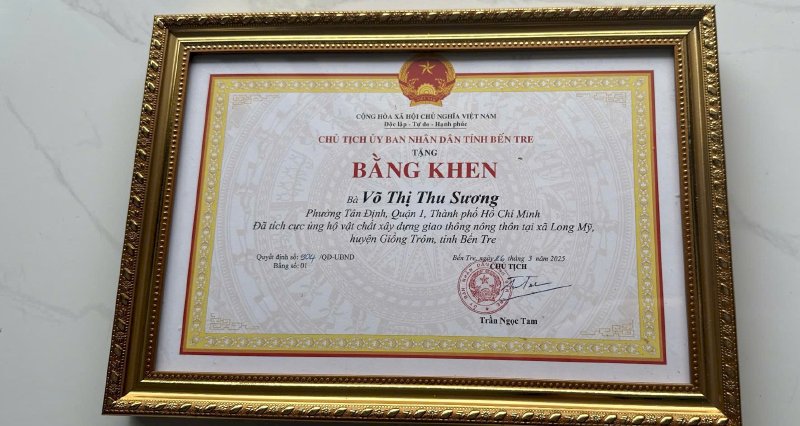 CỘNG HÒA XÃ HỘI CHỦ NGHĨA VIỆT NAM
Độc lập - Tự do - Hạnh phúc
CHỦ TỊCH ỦY BAN NHÂN DÂN TỈNH BẾN TRE
TẶNG
BẰNG KHEN
Bà Võ Thị Thu Sương
Phường Tân Định, Quận 1, Thành phố Hồ Chí Minh
Đã tích cực ủng hộ vật chất xây dựng giao thông nông thôn tại xã Long Mỹ,
huyện Giồng Trôm, tỉnh Bến Tre
Quyết định số: /QĐ-UBND
Bằng số: 01
Bến Tre, ngày tháng 3 năm 2025
CHỦ TỊCH
Trần Ngọc Tam